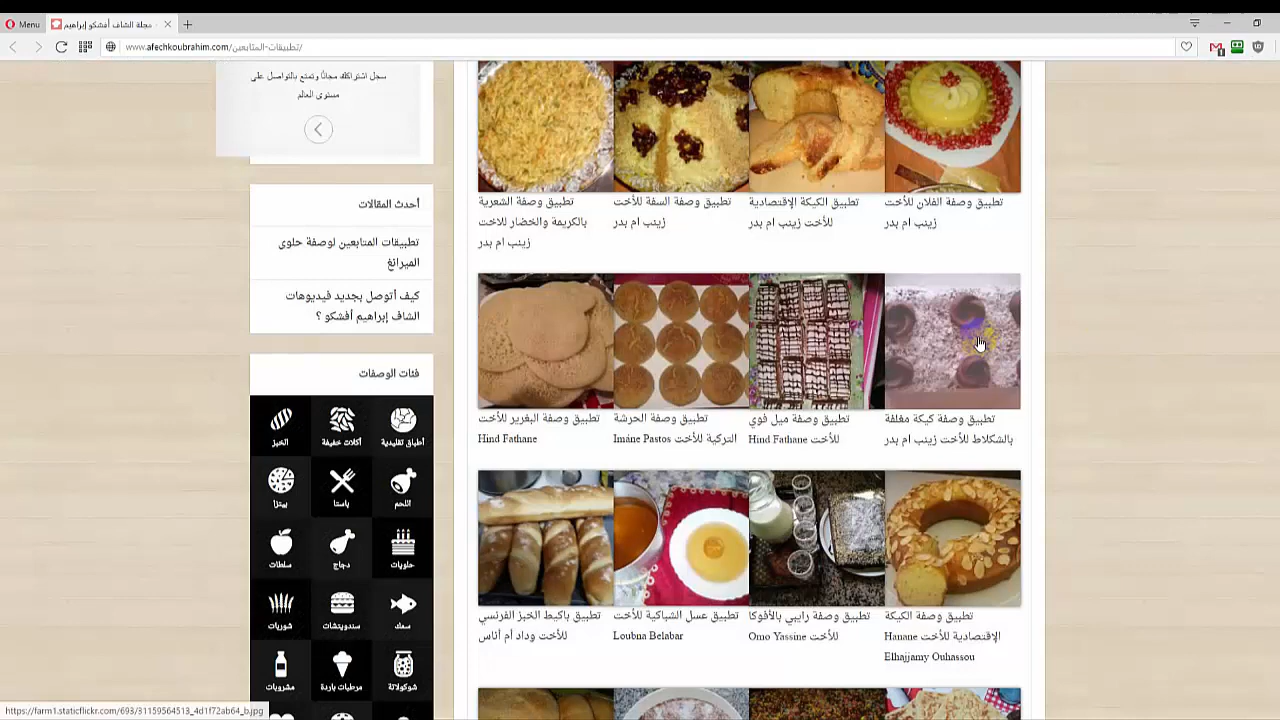 Menu
مجلة الشاف أفشكو إبراهيم -
www.afechkoubrahim.com/تطبيقات-المتابعين/
سجل اشتراكك مجانًا وتمتع بالتواصل على
مستوى العالم
أحدث المقالات
تطبيقات المتابعين لوصفة حلوى
الميرانغ
كيف أتوصل بجديد فيديوهات
الشاف إبراهيم أفشكو ؟
فئات الوصفات
أطباق تقليدية
أكلات خفيفة
الخبز
اللحم
باستا
بيتزا
حلويات
دجاج
سلطات
سمك
سندويتشات
شوربات
شوكولاتة
مرطبات باردة
مشروبات
تطبيق وصفة الفلان للأخت
زينب ام بدر
تطبيق الكيكة الإقتصادية
للأخت زينب ام بدر
تطبيق وصفة السفة للأخت
زينب ام بدر
تطبيق وصفة الشعرية
بالكريمة والخضار للاخت
زينب ام بدر
تطبيق وصفة كيكة مغلفة
بالشكلاط للأخت زينب ام بدر
تطبيق وصفة ميل فوي
للأخت Hind Fathane
تطبيق وصفة الحرشة
التركية للأخت Imáne Pastos
تطبيق وصفة البغرير للأخت
Hind Fathane
تطبيق وصفة الكيكة
الإقتصادية للأخت Hanane
Elhajjamy Ouhassou
تطبيق وصفة رايبي بالأفوكا
للأخت Omo Yassine
تطبيق عسل الشباكية للأخت
Loubna Belabar
تطبيق باكيط الخبز الفرنسي
للأخت وداد أم أناس
https://farm1.staticflickr.com/693/31159564513_4d1f72ab64_b.jpg